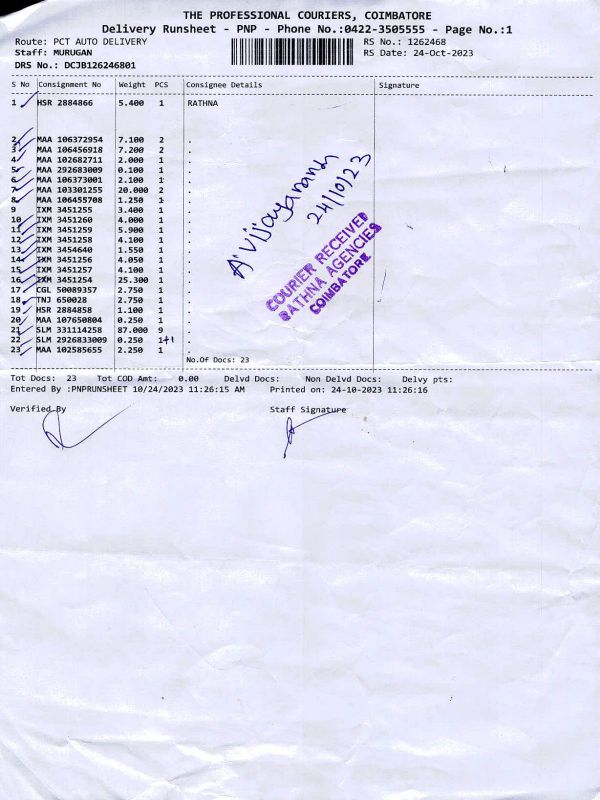 THE PROFESSIONAL COURIERS, COIMBATORE
Delivery Runsheet - PNP - Phone No.:0422-3505555 - Page No.:1
Route: PCT AUTO DELIVERY RS No.: 1262468
Staff: MURUGAN RS Date: 24-Oct-2023
DRS No.: DCJB126246801
S No Consignment No Weight PCS Consignee Details Signature
1 HSR 2884866 5.400 1 RATHNA
2 MAA 106372954 7.100 2 .
3 MAA 106456918 7.200 2 .
4 MAA 102682711 2.000 1 .
5 MAA 292683009 0.100 1 .
6 MAA 106373001 2.100 1 .
7 MAA 103301255 20.000 2 .
8 MAA 106455708 1.250 1 .
9 IXM 3451255 3.400 1 .
10 IXM 3451260 4.000 1 .
11 IXM 3451259 5.900 1 .
12 IXM 3451258 4.100 1 .
13 IXM 3454640 1.550 1 .
14 IXM 3451256 4.050 1 .
15 IXM 3451257 4.100 1 .
16 IXM 3451254 25.300 1 .
17 CGL 50089357 2.750 1 .
18 TNJ 650028 2.750 1 .
19 HSR 2884858 1.100 1 .
20 MAA 107650804 0.250 1 .
21 SLM 331114258 87.000 9 .
22 SLM 2926833009 0.250 1+1 .
23 MAA 102585655 2.250 1 .
A. Vijjayanand
24/10/23
COURIER RECEIVED
RATHNA AGENCIES
COIMBATORE
No.Of Docs: 23
Tot Docs: 23 Tot COD Amt: 0.00 Delvd Docs: Non Delvd Docs: Delvy pts:
Entered By :PNPRUNSHEET 10/24/2023 11:26:15 AM Printed on: 24-10-2023 11:26:16
Verified By Staff Signature